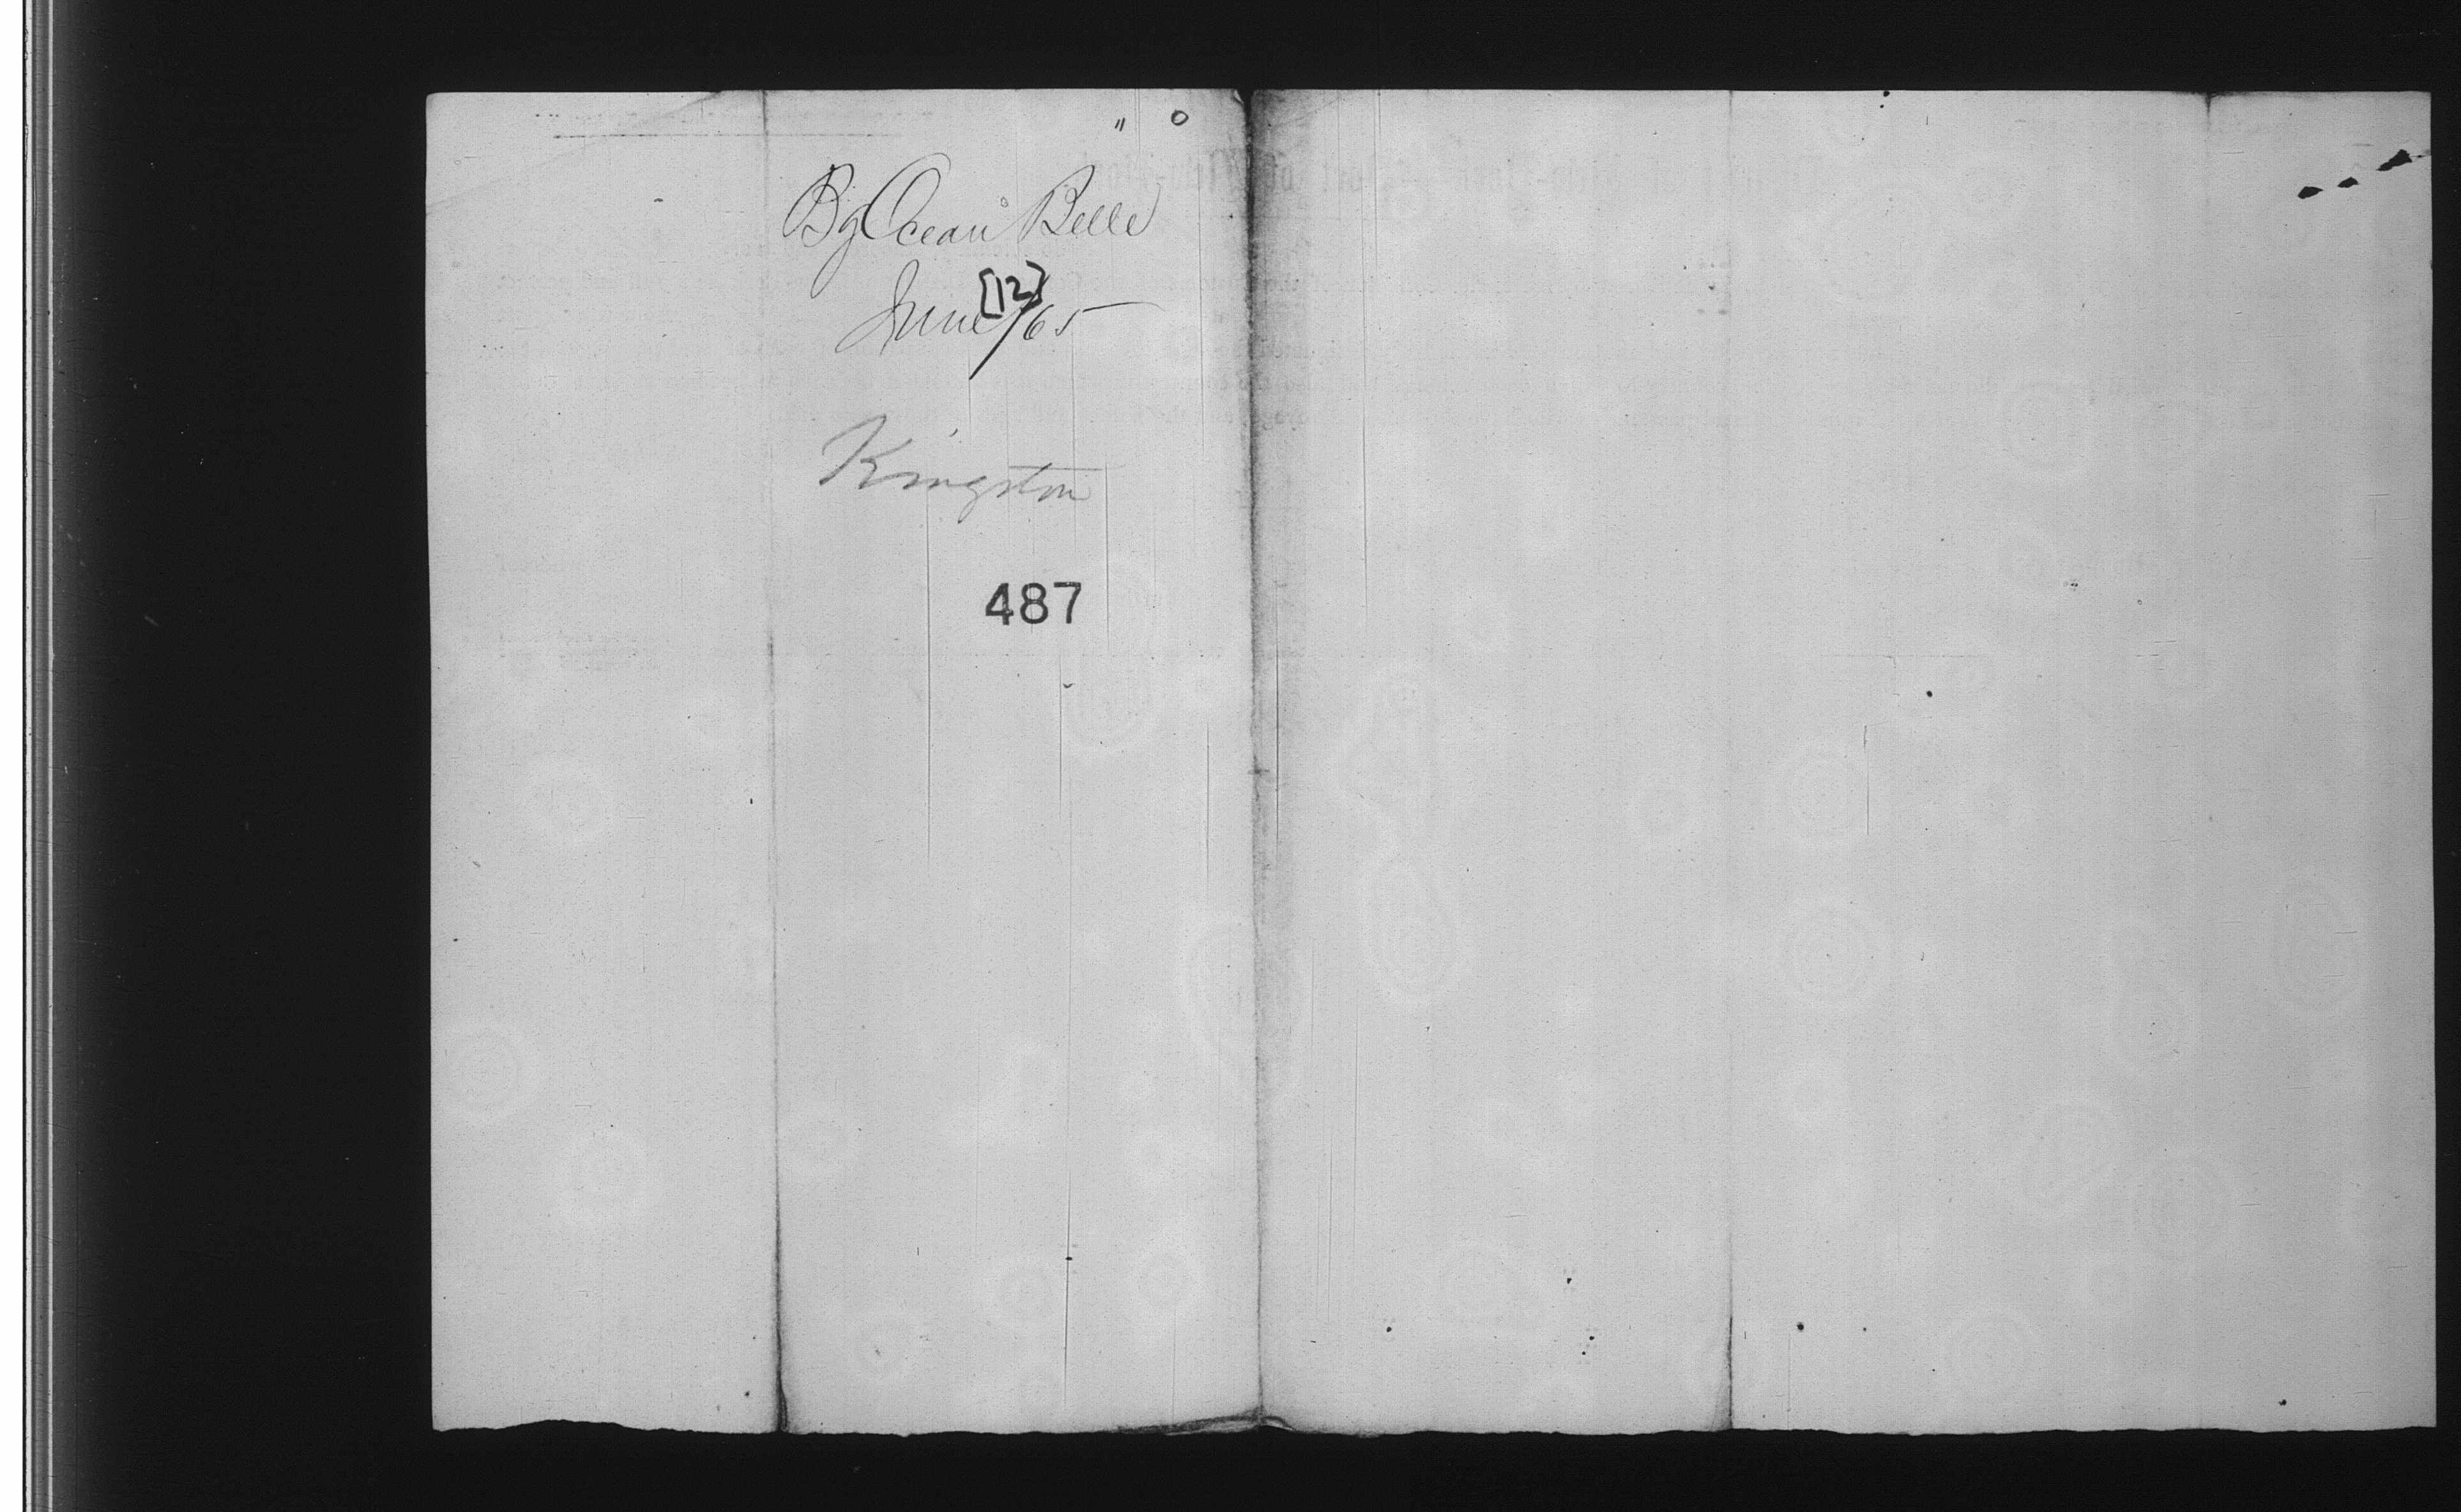 Bg Ocean Belle
June [12] /65
Kingston
487